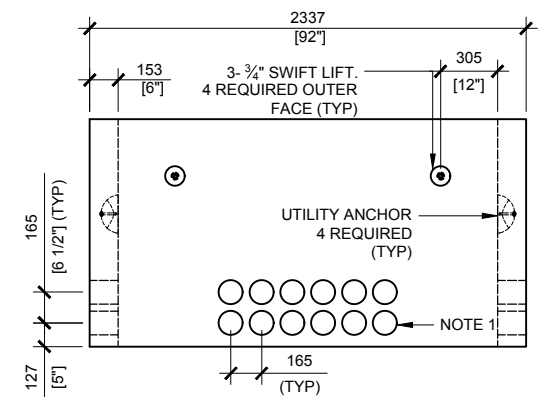 2337
[92"]
153
[6"]
305
[12"]
3- ¾" SWIFT LIFT.
4 REQUIRED OUTER
FACE (TYP)
165
[6 1/2"] (TYP)
UTILITY ANCHOR
4 REQUIRED
(TYP)
NOTE 1
127
[5"]
165
(TYP)